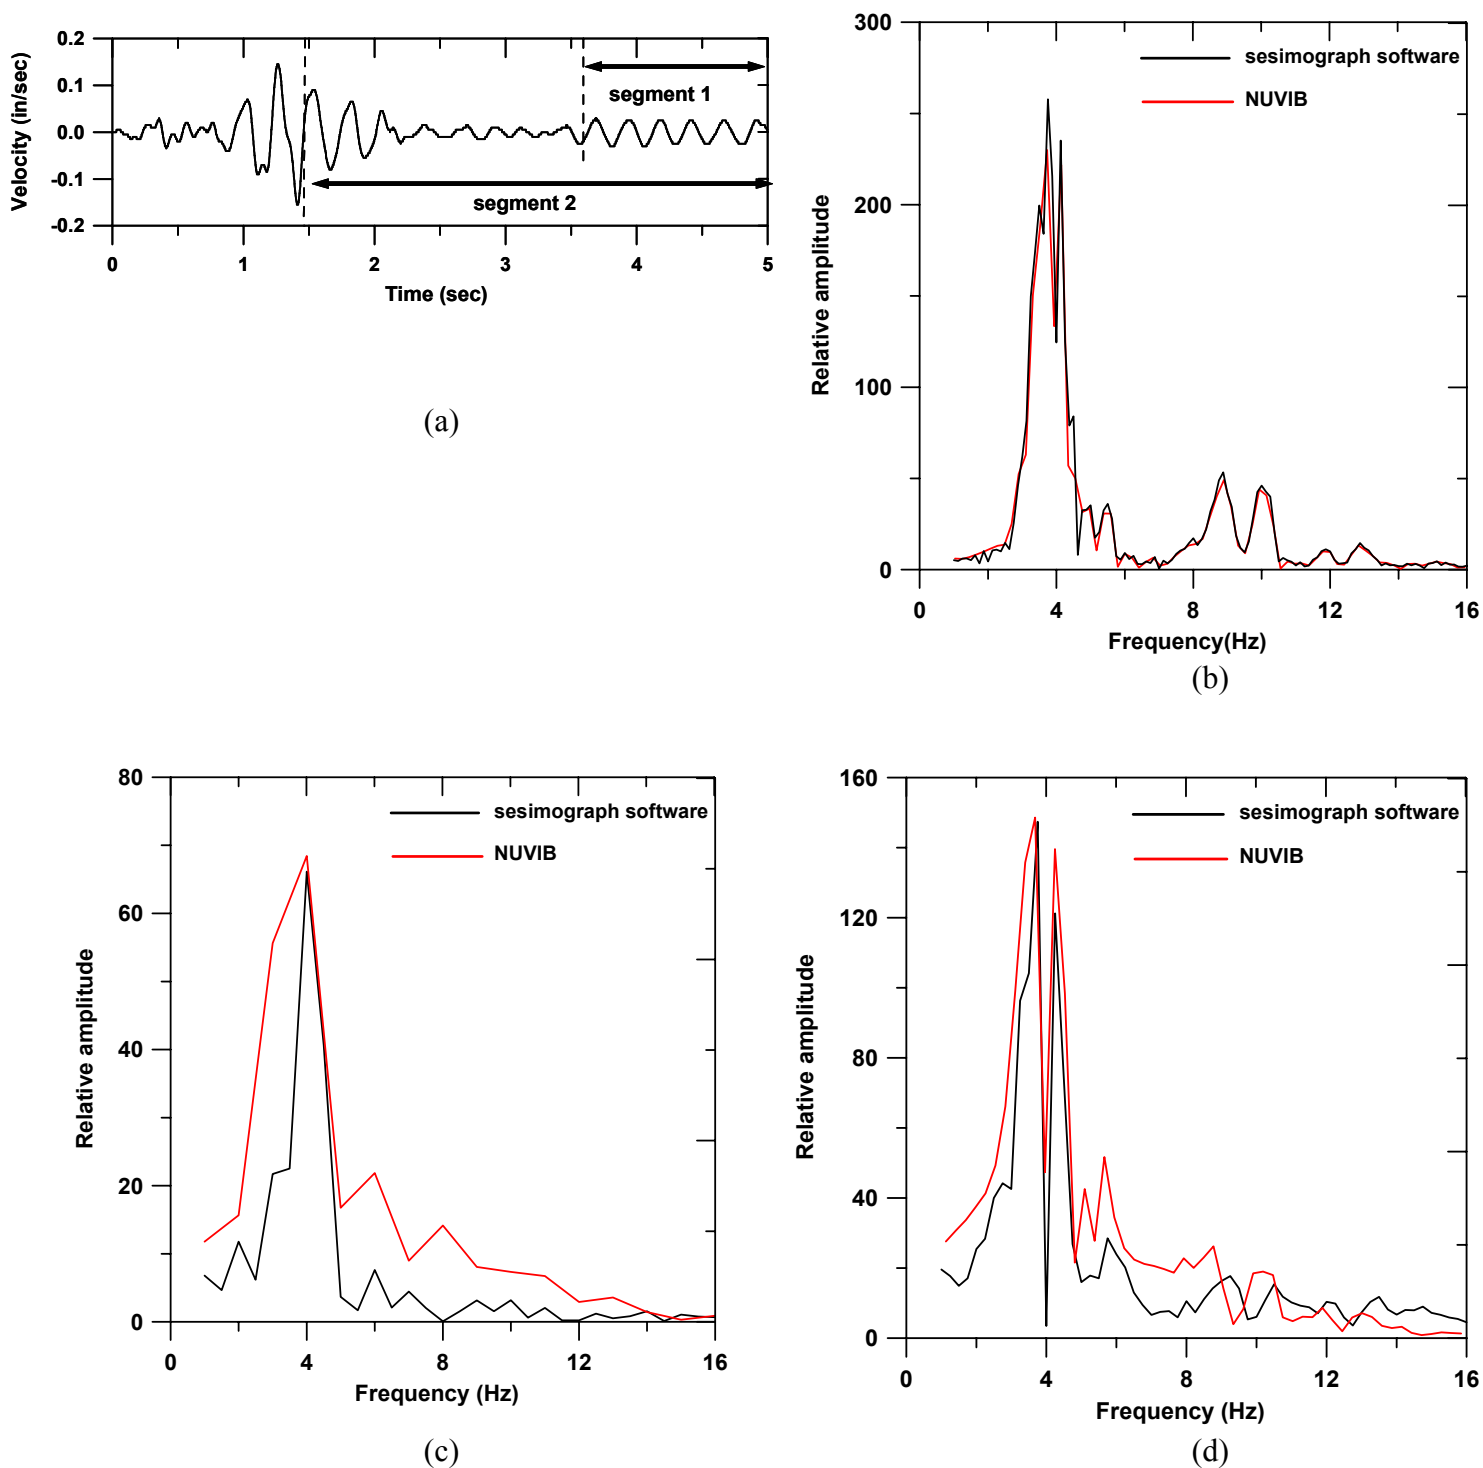 0.2
0.1
0.0
-0.1
-0.2
Velocity (in/sec)
segment 1
segment 2
0 1 2 3 4 5
Time (sec)
(a)
300
200
100
0
Relative amplitude
sesimograph software
NUVIB
0 4 8 12 16
Frequency(Hz)
(b)
80
60
40
20
0
Relative amplitude
sesimograph software
NUVIB
0 4 8 12 16
Frequency (Hz)
(c)
160
120
80
40
0
Relative amplitude
sesimograph software
NUVIB
0 4 8 12 16
Frequency (Hz)
(d)